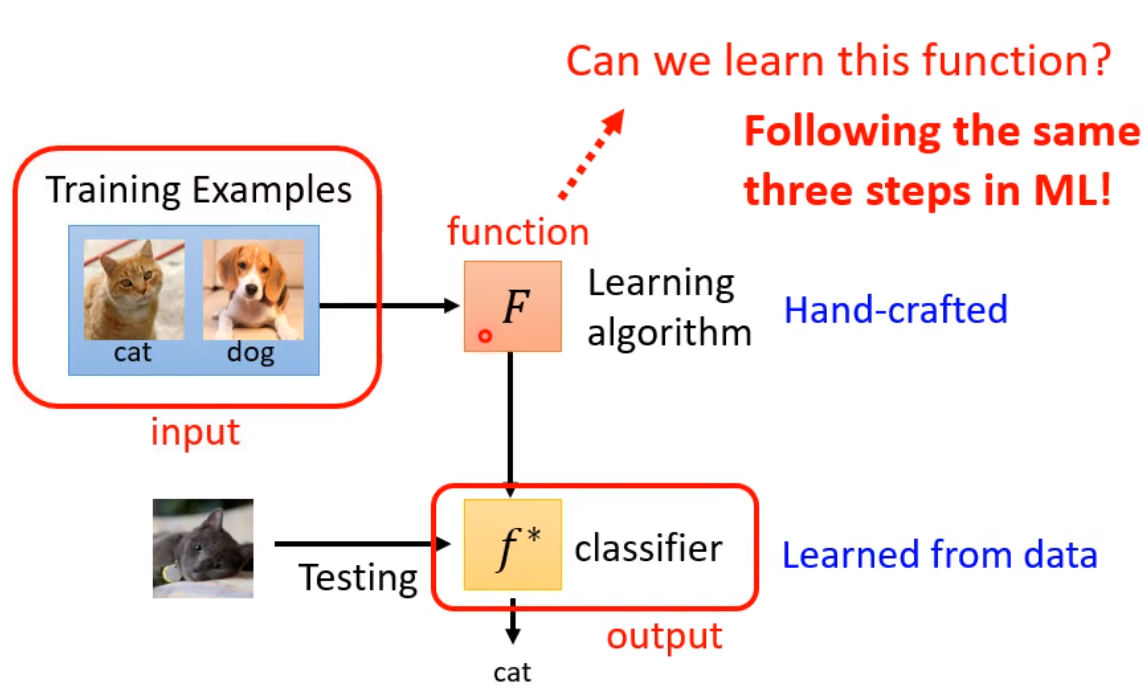 Can we learn this function?
Following the same
three steps in ML!
Training Examples
cat
dog
input
function
F
Learning
algorithm
Hand-crafted
Testing
f*
classifier
Learned from data
output
cat